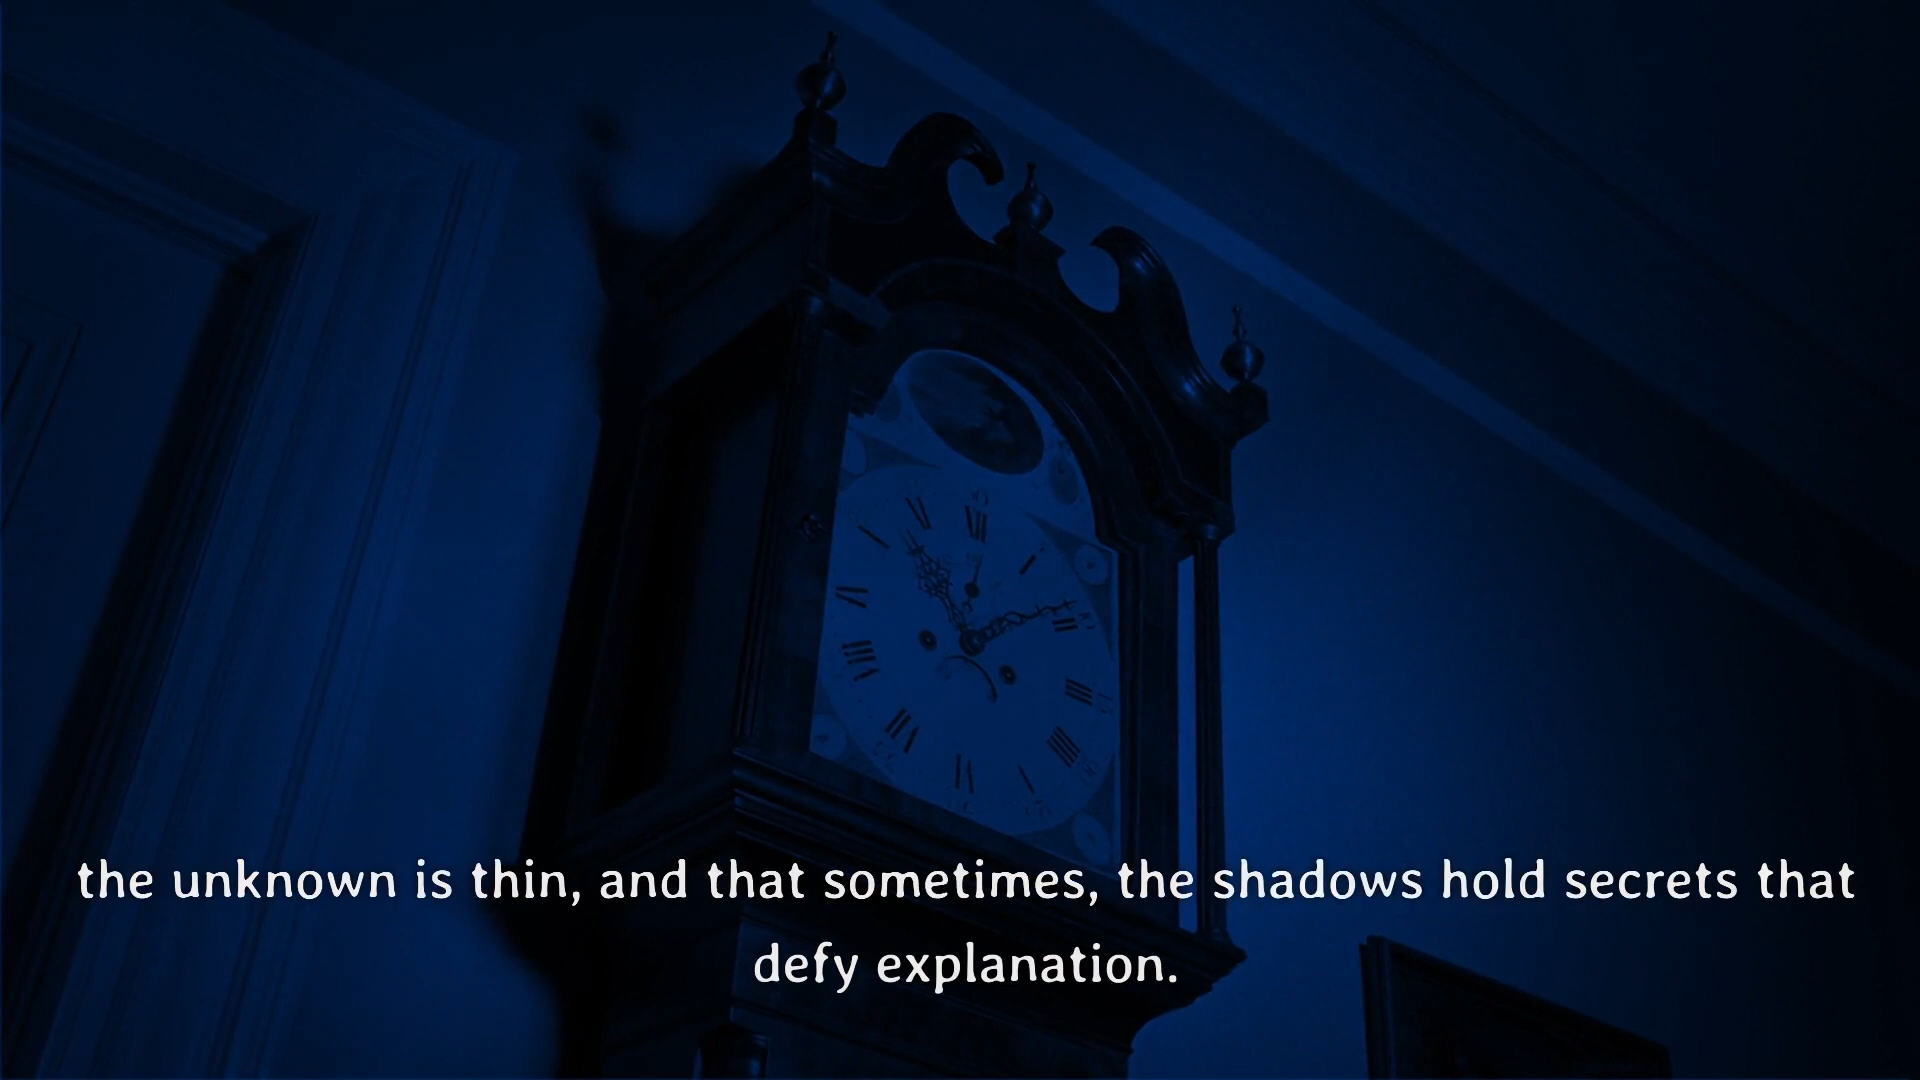 the unknown is thin, and that sometimes, the shadows hold secrets that
defy explanation.